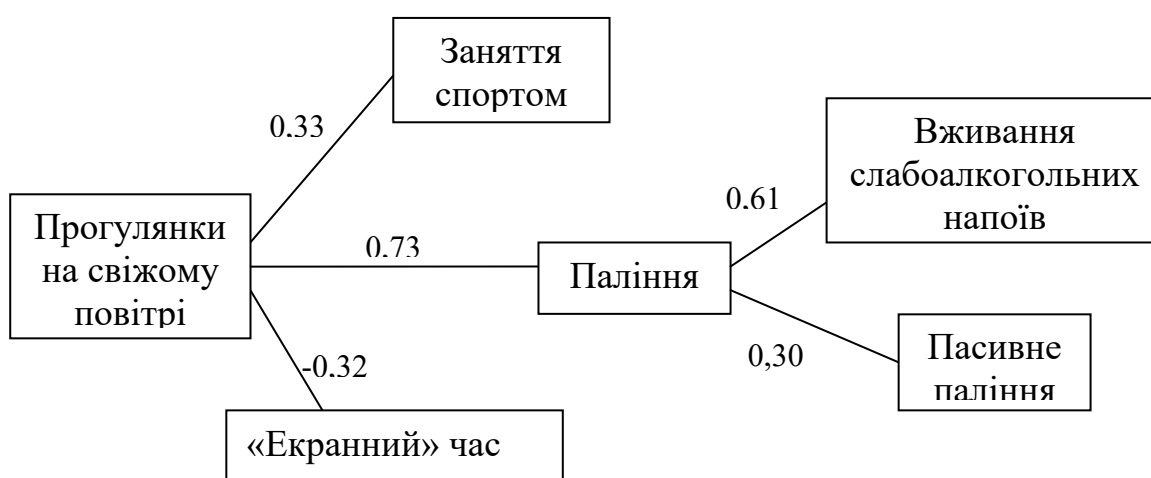 Заняття
спортом
0,33
Вживання
слабоалкогольних
напоїв
0,61
Прогулянки
на свіжому
повітрі
0,73
Паління
0,30
Пасивне
паління
-0,32
«Екранний» час